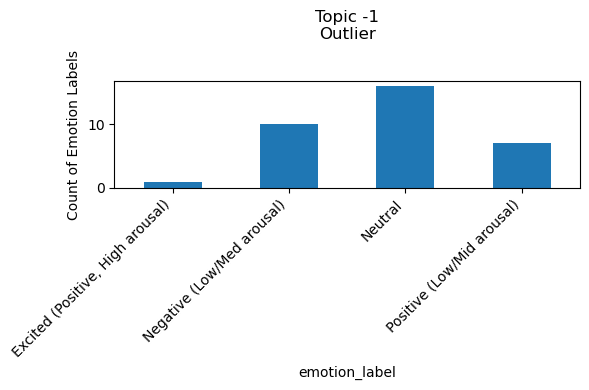 Topic -1
Outlier
Count of Emotion Labels
10
0
Excited (Positive, High arousal)
Negative (Low/Med arousal)
Neutral
Positive (Low/Mid arousal)
emotion_label